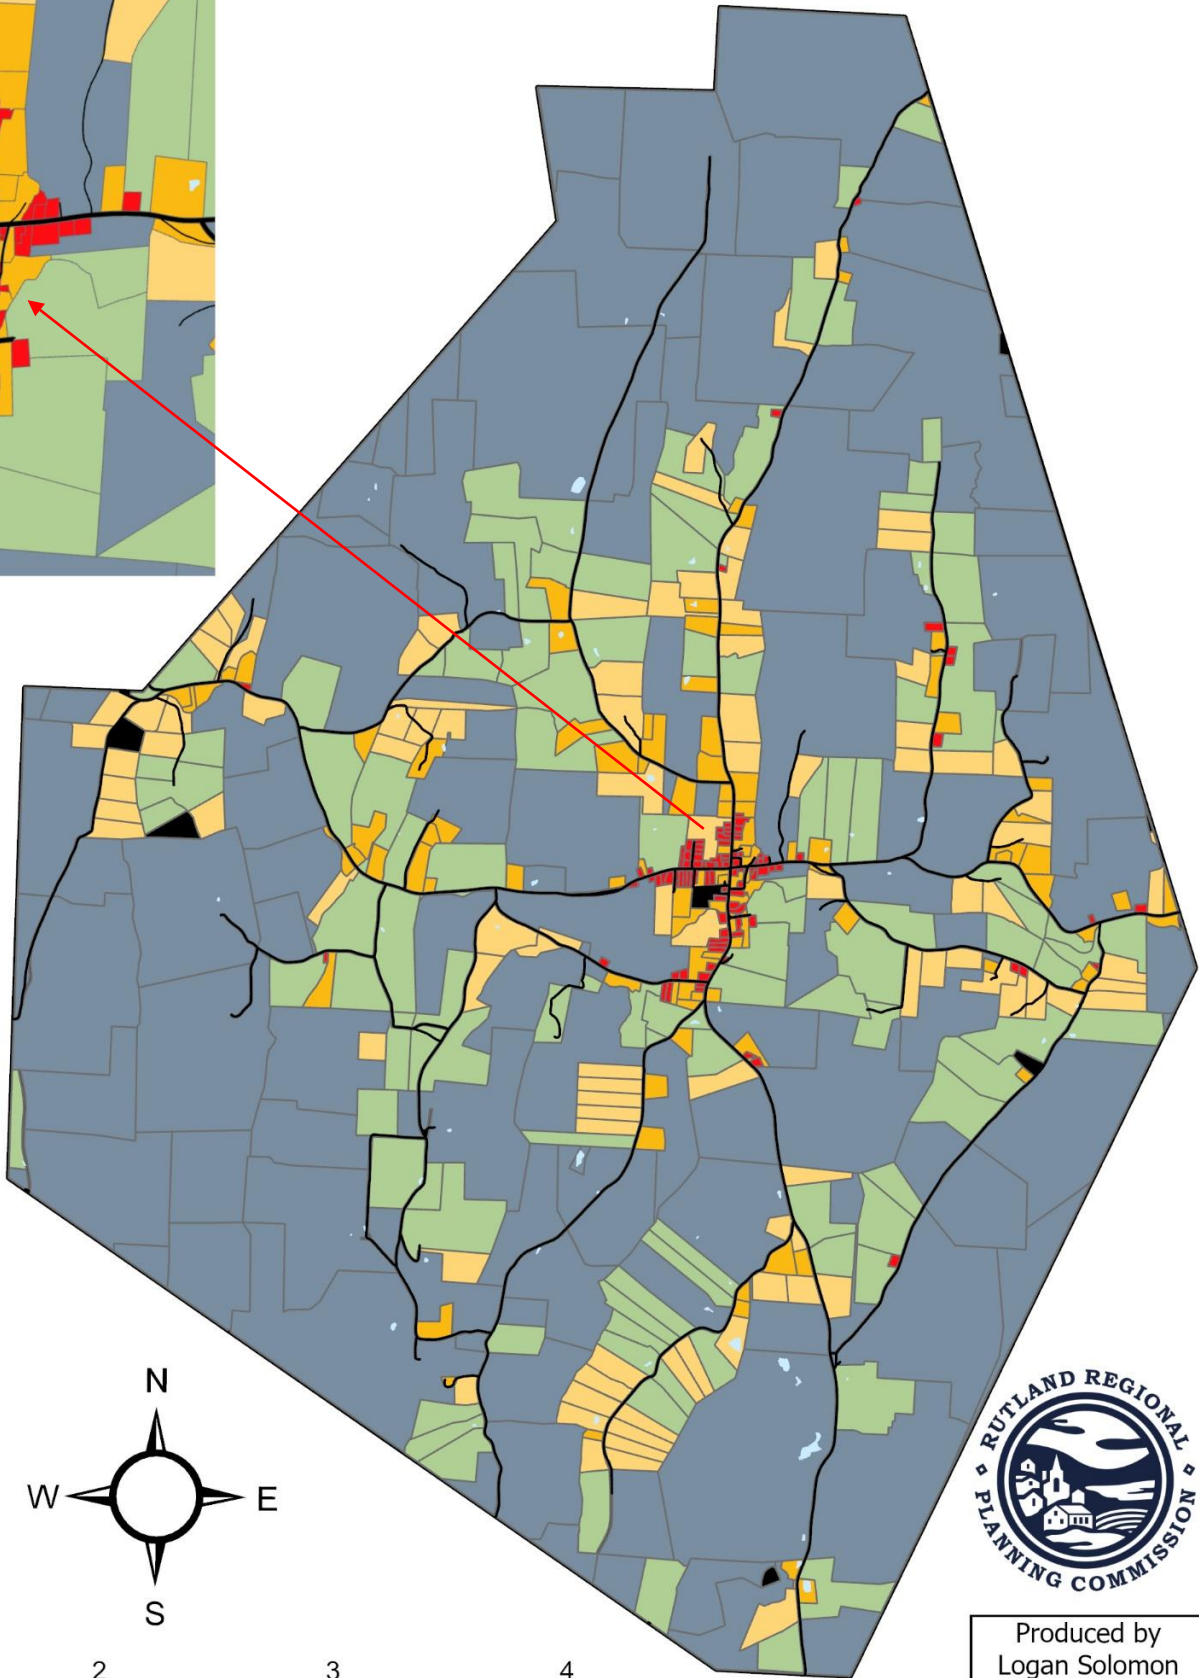 N
W E
S
RUTLAND REGIONAL
PLANNING COMMISSION
Produced by
Logan Solomon
2 3 4